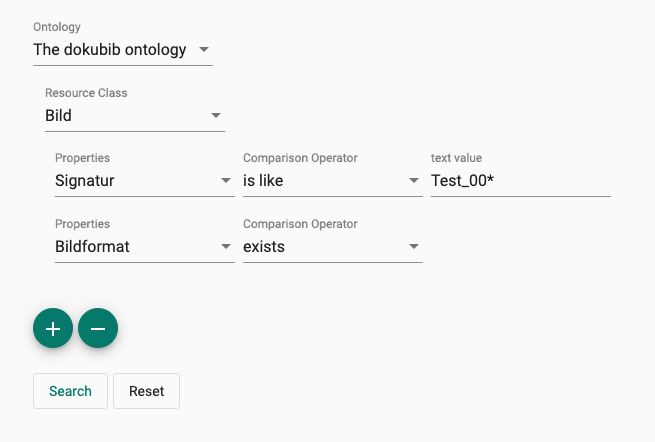 Ontology
The dokubib ontology
Resource Class
Bild
Properties Comparison Operator text value
Signatur is like Test_00*
Properties Comparison Operator
Bildformat exists
Search Reset